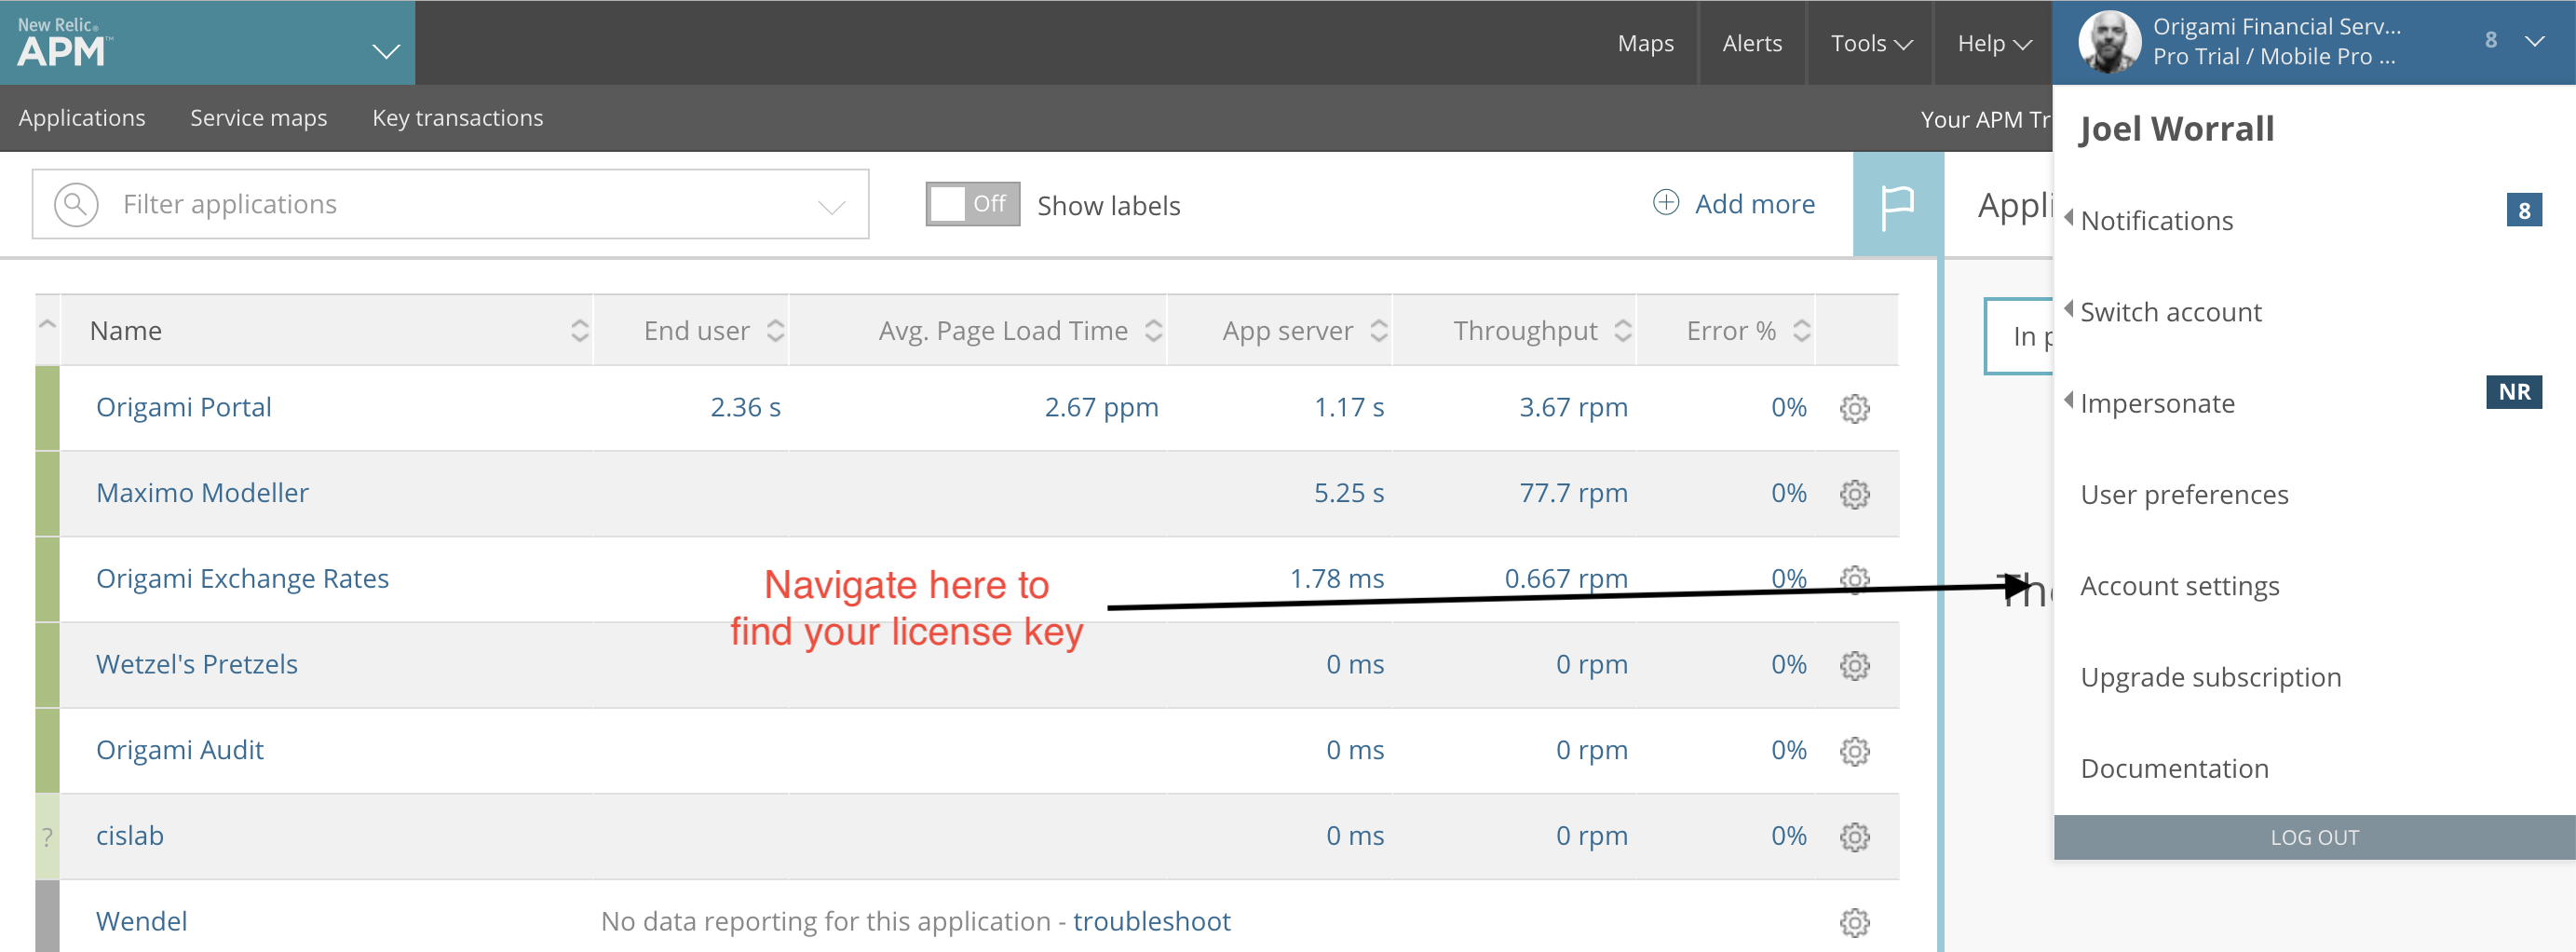 New Relic®
APM™
Maps
Alerts
Tools
Help
Origami Financial Serv...
Pro Trial / Mobile Pro ...
8
Applications
Service maps
Key transactions
Your APM Tr
Joel Worrall
Filter applications
Off
Show labels
Add more
Appli
Notifications
8
Switch account
Name
End user
Avg. Page Load Time
App server
Throughput
Error %
In p
Impersonate
NR
Origami Portal
2.36 s
2.67 ppm
1.17 s
3.67 rpm
0%
Maximo Modeller
5.25 s
77.7 rpm
0%
User preferences
Origami Exchange Rates
1.78 ms
0.667 rpm
0%
Navigate here to
find your license key
The
Account settings
Wetzel's Pretzels
0 ms
0 rpm
0%
Upgrade subscription
Origami Audit
0 ms
0 rpm
0%
Documentation
?
cislab
0 ms
0 rpm
0%
LOG OUT
Wendel
No data reporting for this application - troubleshoot